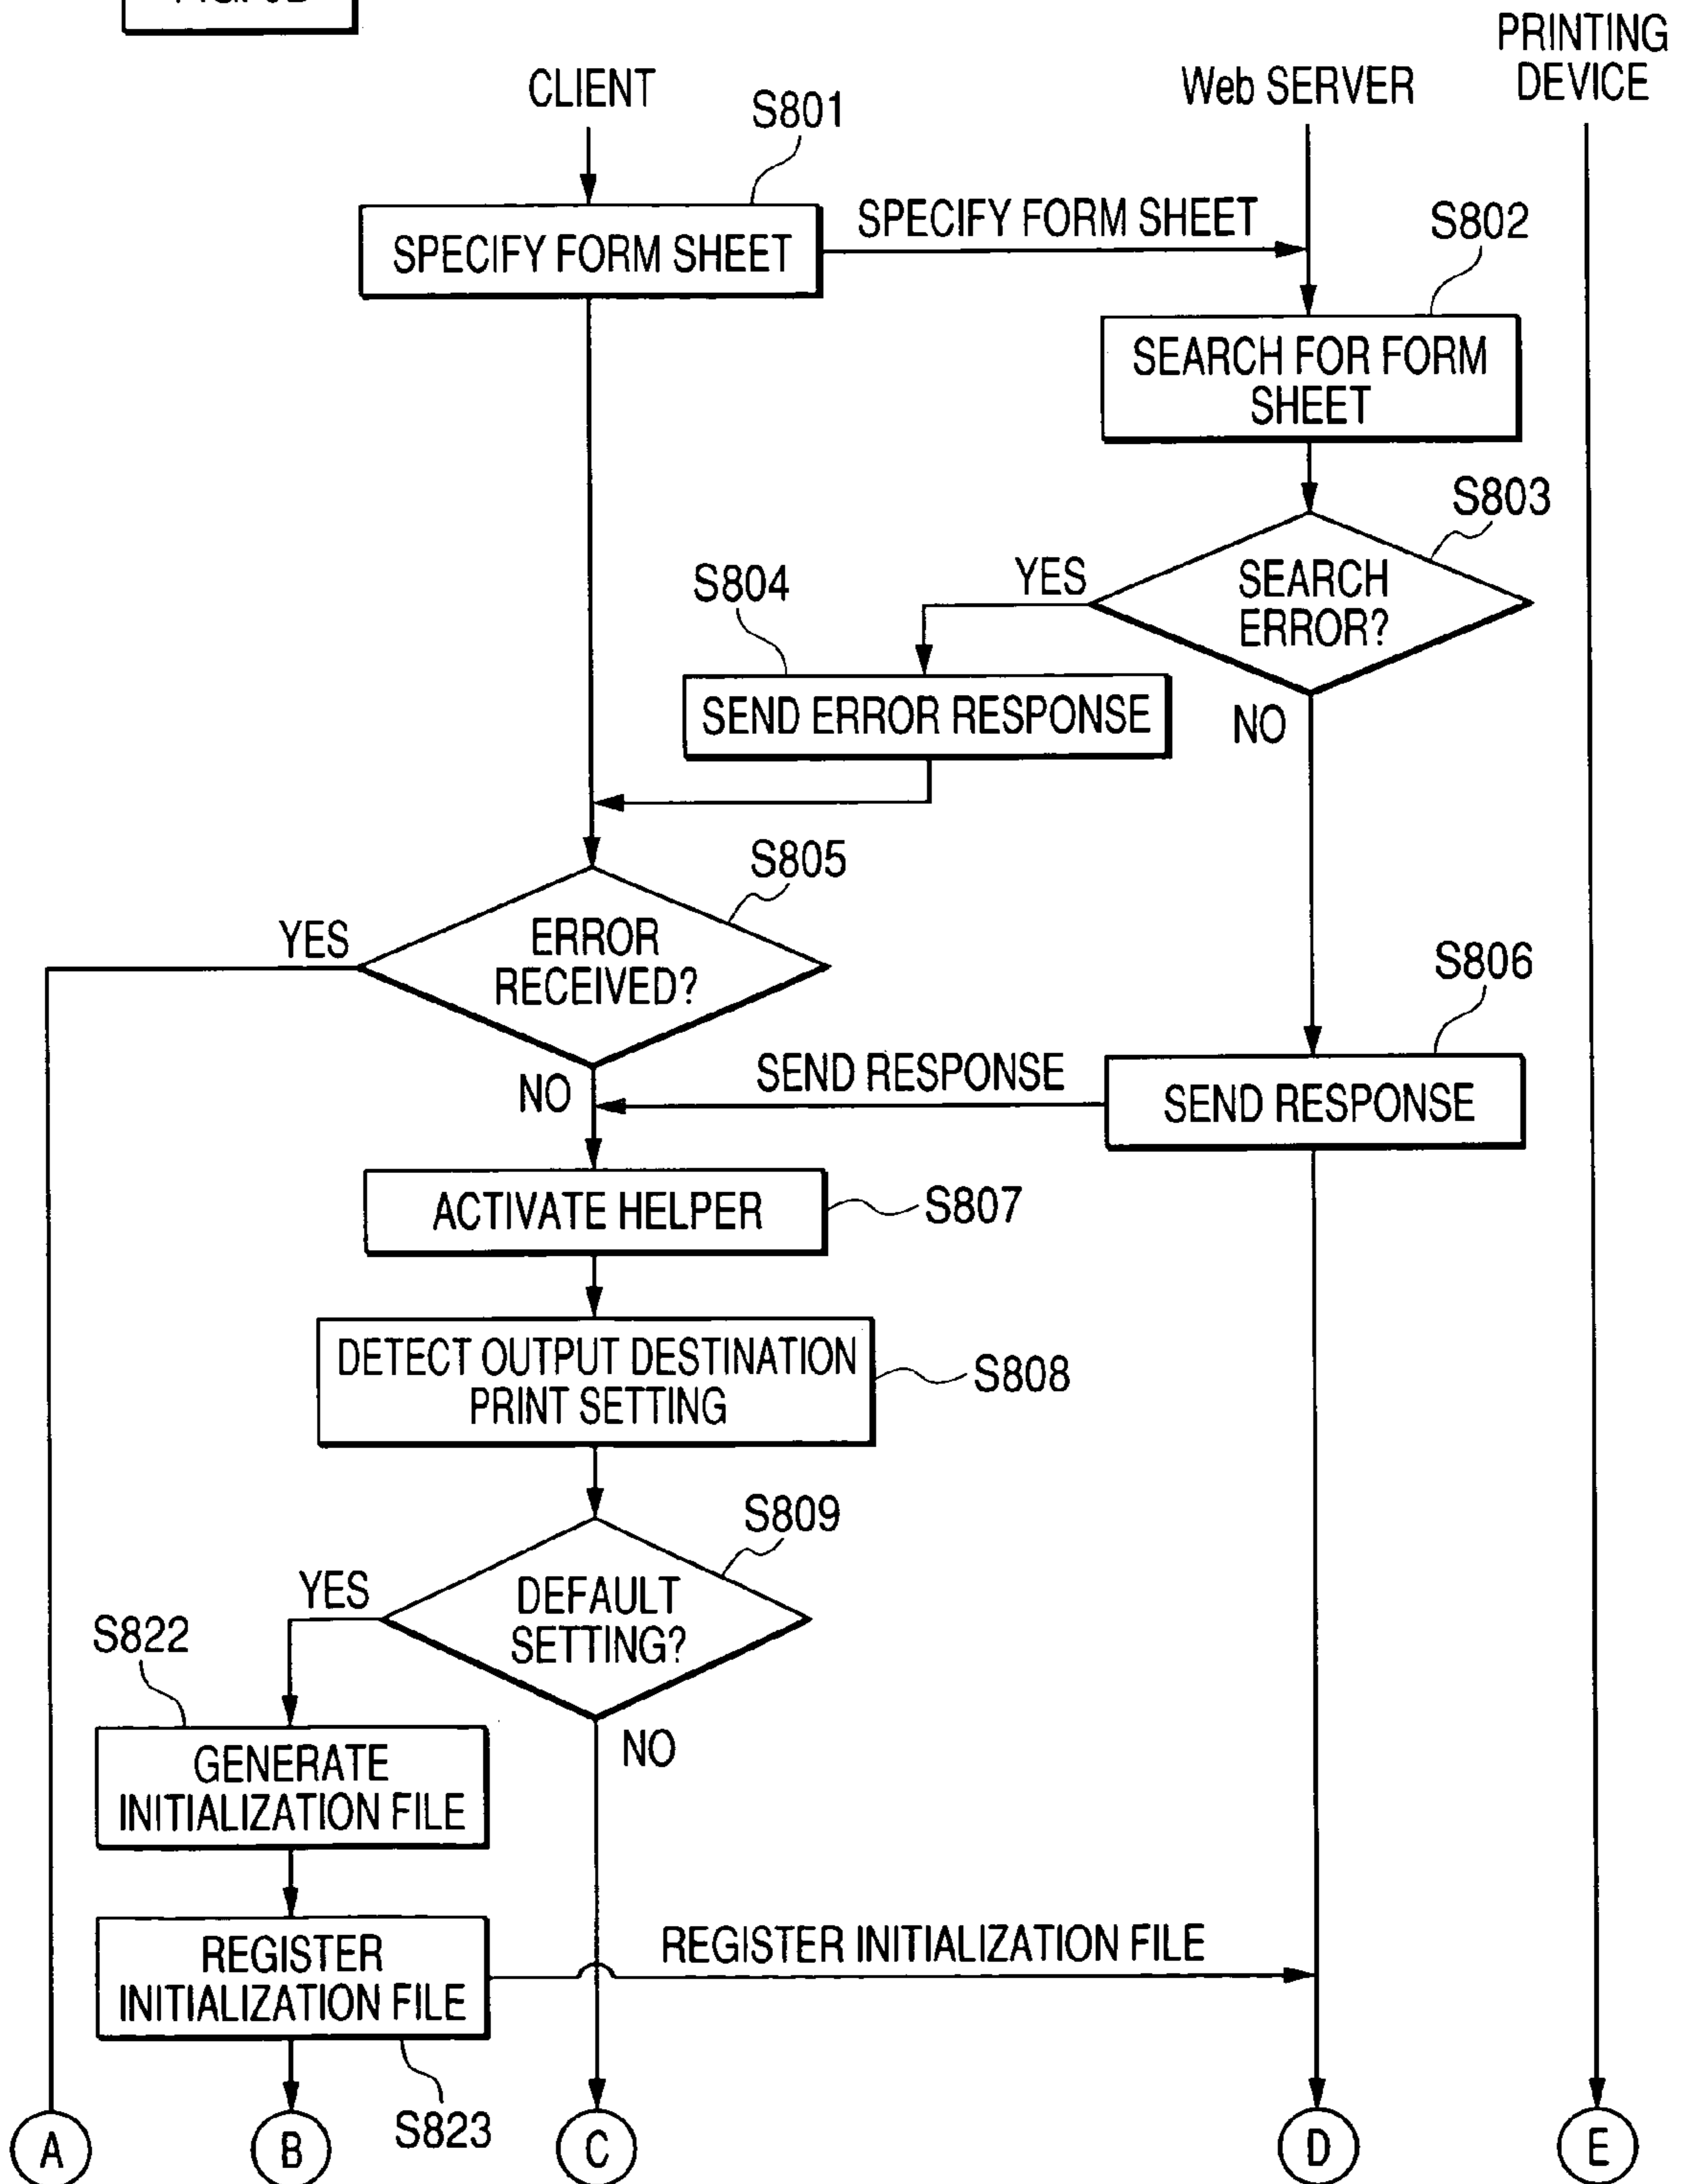 PRINTING
DEVICE
CLIENT
Web SERVER
S801
SPECIFY FORM SHEET
SPECIFY FORM SHEET
S802
SEARCH FOR FORM
SHEET
S803
SEARCH
ERROR?
YES
NO
S804
SEND ERROR RESPONSE
S805
ERROR
RECEIVED?
YES
NO
S806
SEND RESPONSE
SEND RESPONSE
ACTIVATE HELPER
S807
DETECT OUTPUT DESTINATION
PRINT SETTING
S808
S809
DEFAULT
SETTING?
YES
NO
S822
GENERATE
INITIALIZATION FILE
REGISTER
INITIALIZATION FILE
REGISTER INITIALIZATION FILE
S823
A
B
C
D
E